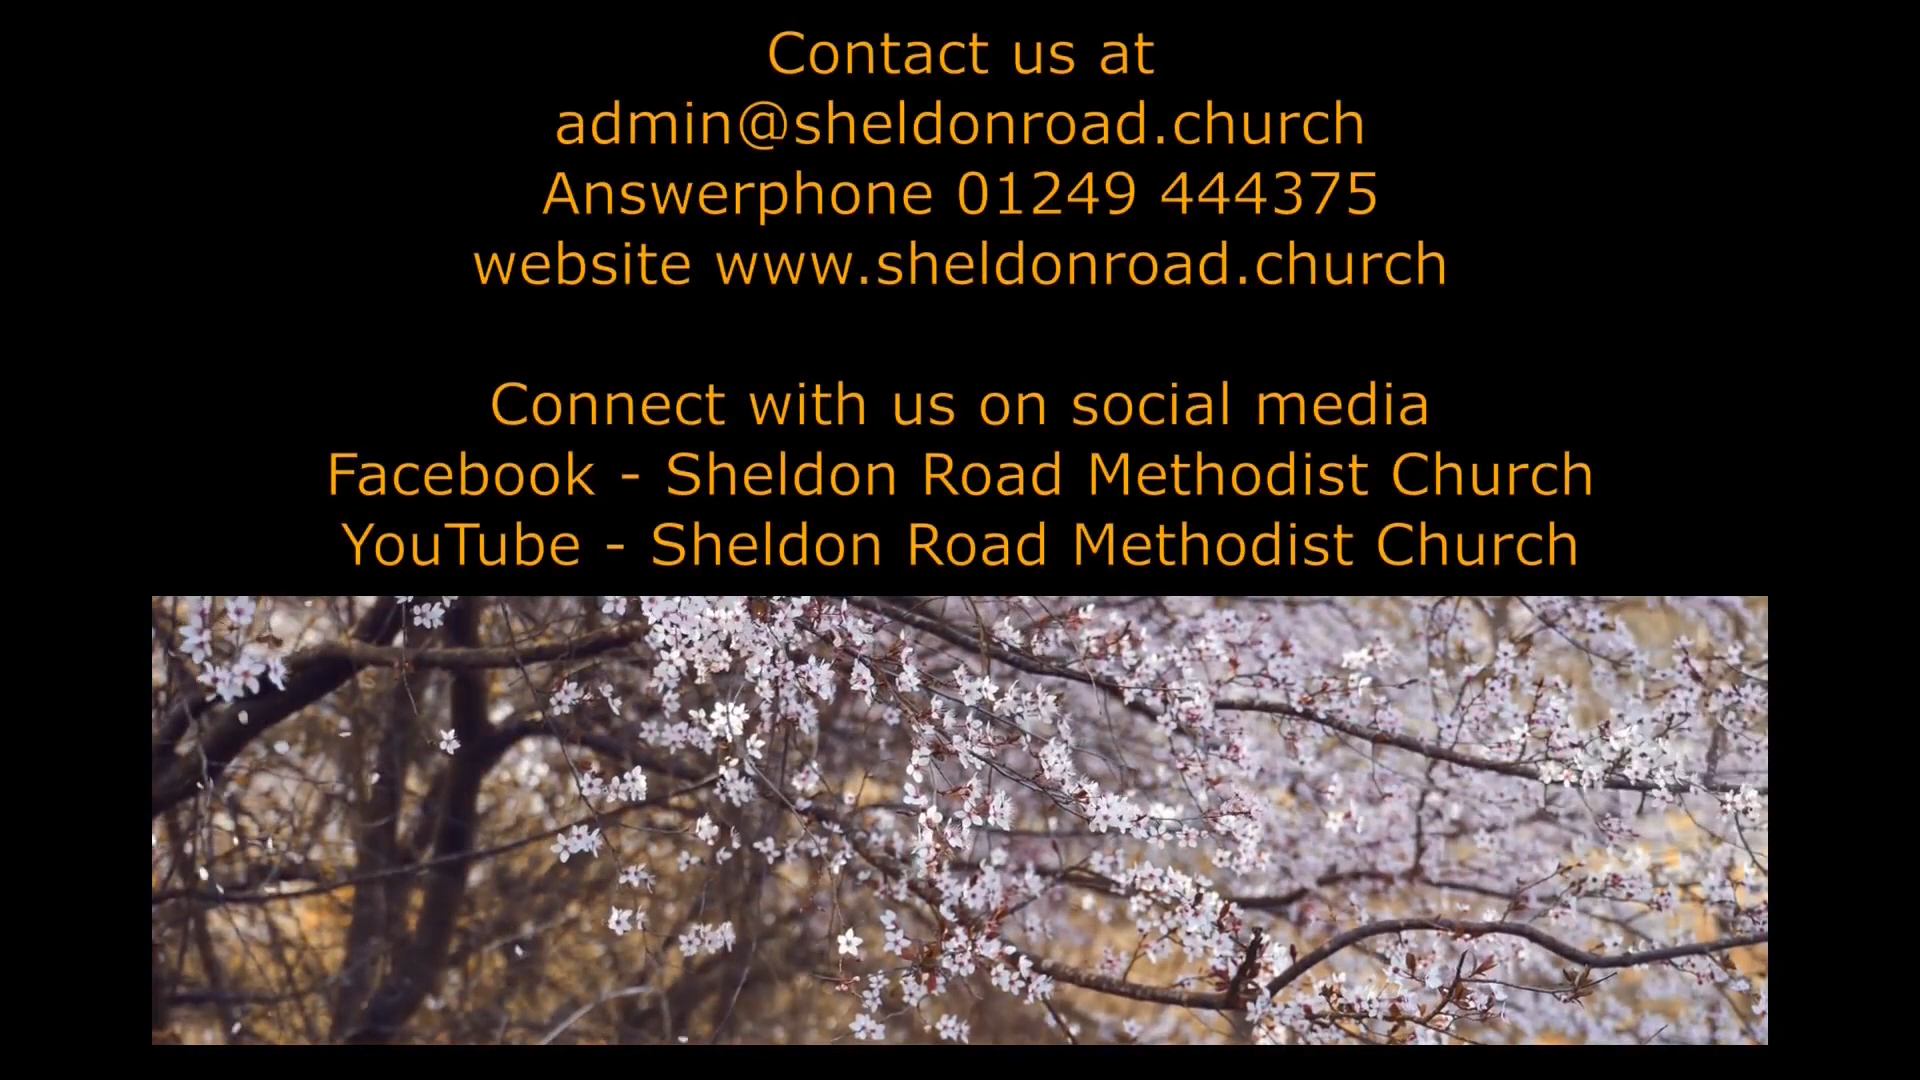 Contact us at
admin@sheldonroad.church
Answerphone 01249 444375
website www.sheldonroad.church
Connect with us on social media
Facebook - Sheldon Road Methodist Church
YouTube - Sheldon Road Methodist Church